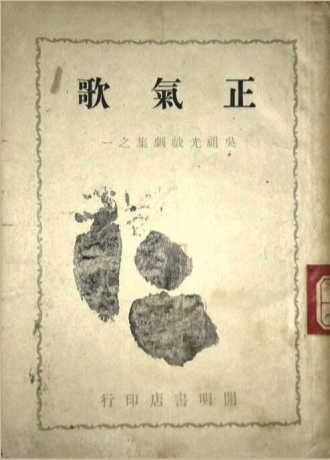 正氣歌
吳祖光戲劇集之一
開明書店印行